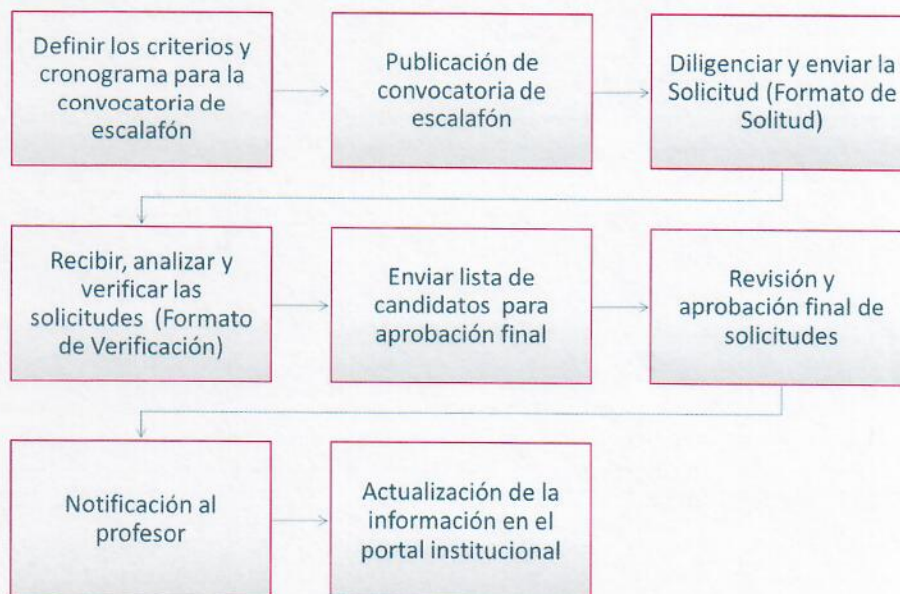 Definir los criterios y
cronograma para la
convocatoria de
escalafón
Publicación de
convocatoria de
escalafón
Diligenciar y enviar la
Solicitud (Formato de
Solitud)
Recibir, analizar y
verificar las
solicitudes (Formato
de Verificación)
Enviar lista de
candidatos para
aprobación final
Revisión y
aprobación final de
solicitudes
Notificación al
profesor
Actualización de la
información en el
portal institucional